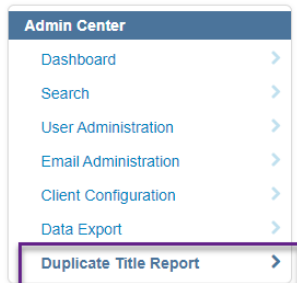 Admin Center
Dashboard
Search
User Administration
Email Administration
Client Configuration
Data Export
Duplicate Title Report